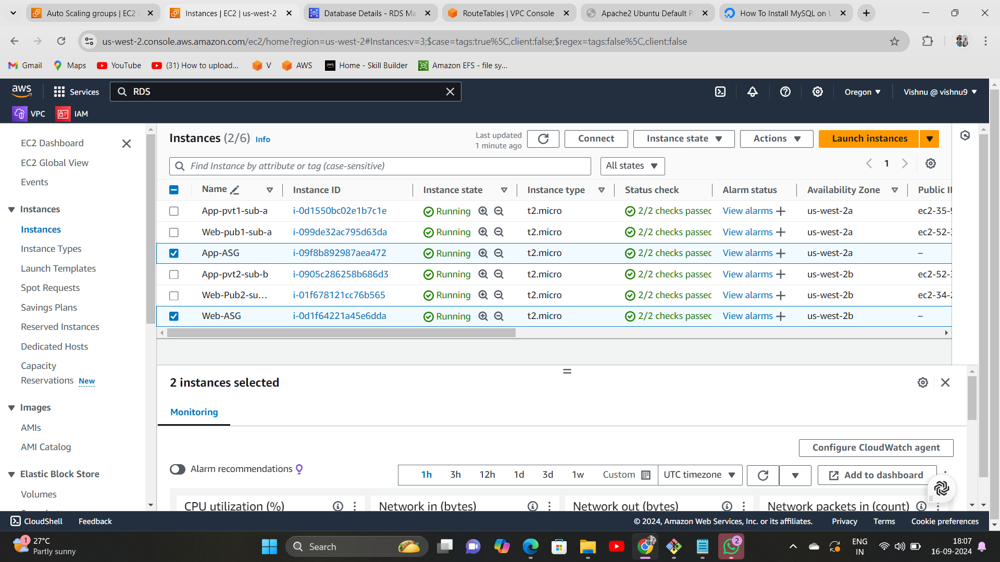 Auto Scaling groups | EC2
Instances | EC2 | us-west-2
Database Details - RDS Ma
RouteTables | VPC Console
Apache2 Ubuntu Default P
How To Install MySQL on U
us-west-2.console.aws.amazon.com/ec2/home?region=us-west-2#Instances:v=3;$case=tags:true%5C,client:false;$regex=tags:false%5C,client:false
Gmail
Maps
YouTube
(31) How to upload...
V
AWS
Home - Skill Builder
Amazon EFS - file sy...
aws
Services
RDS
Oregon
Vishnu @ vishnu9
VPC
IAM
EC2 Dashboard
EC2 Global View
Events
Instances
Instances
Instance Types
Launch Templates
Spot Requests
Savings Plans
Reserved Instances
Dedicated Hosts
Capacity
Reservations New
Images
AMIs
AMI Catalog
Elastic Block Store
Volumes
Instances (2/6) Info
Last updated
1 minute ago
Connect
Instance state
Actions
Launch instances
Find Instance by attribute or tag (case-sensitive)
All states
1
Name Instance ID Instance state Instance type Status check Alarm status Availability Zone Public I
App-pvt1-sub-a i-0d1550bc02e1b7c1e Running t2.micro 2/2 checks passec View alarms + us-west-2a ec2-35-9
Web-pub1-sub-a i-099de32ac795d63da Running t2.micro 2/2 checks passec View alarms + us-west-2a ec2-52-3
App-ASG i-09f8b892987aea472 Running t2.micro 2/2 checks passec View alarms + us-west-2a –
App-pvt2-sub-b i-0905c286258b686d3 Running t2.micro 2/2 checks passec View alarms + us-west-2b ec2-52-3
Web-Pub2-su... i-01f678121cc76b565 Running t2.micro 2/2 checks passec View alarms + us-west-2b ec2-34-2
Web-ASG i-0d1f64221a45e6dda Running t2.micro 2/2 checks passec View alarms + us-west-2b –
2 instances selected
Monitoring
Configure CloudWatch agent
Alarm recommendations
1h 3h 12h 1d 3d 1w Custom
UTC timezone
Add to dashboard
CPU utilization (%)
Network in (bytes)
Network out (bytes)
Network packets in (count)
CloudShell
Feedback
© 2024, Amazon Web Services, Inc. or its affiliates.
Privacy
Terms
Cookie preferences
1
27°C
Partly sunny
Search
2
ENG
IN
18:07
16-09-2024